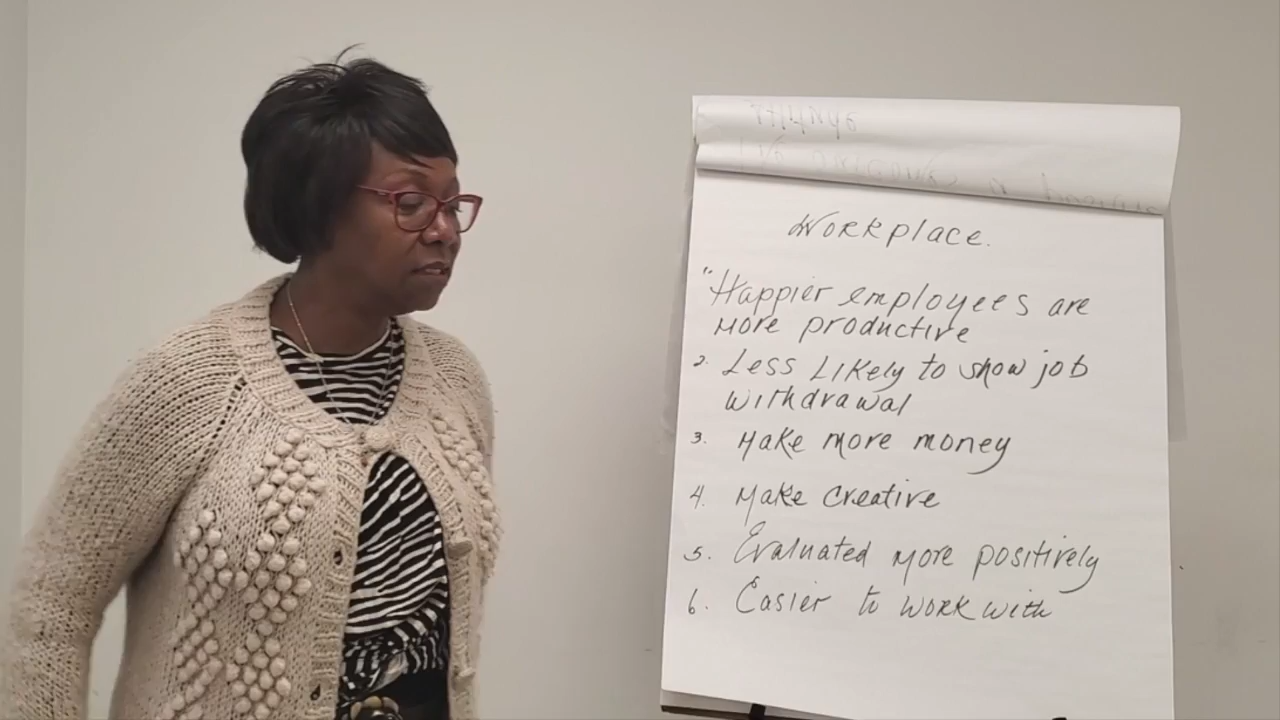 Workplace.
"Happier employees are
more productive
2. Less Likely to show job
withdrawal
3. Make more money
4. Make creative
5. Evaluated more positively
6. Easier to work with